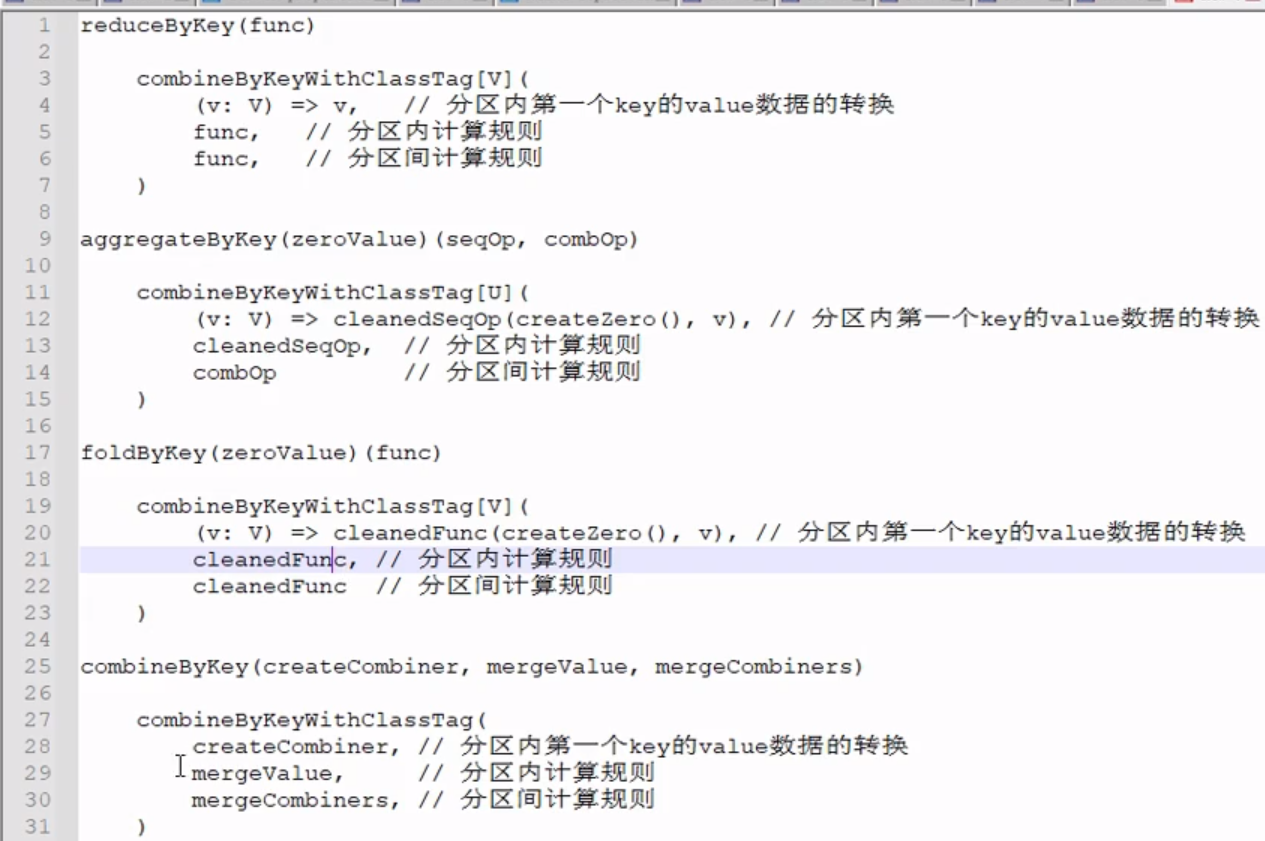 1 reduceByKey(func)
2
3 combineByKeyWithClassTag[V](
4 (v: V) => v, // 分区内第一个key的value数据的转换
5 func, // 分区内计算规则
6 func, // 分区间计算规则
7 )
8
9 aggregateByKey(zeroValue)(seqOp, combOp)
10
11 combineByKeyWithClassTag[U](
12 (v: V) => cleanedSeqOp(createZero(), v), // 分区内第一个key的value数据的转换
13 cleanedSeqOp, // 分区内计算规则
14 combOp // 分区间计算规则
15 )
16
17 foldByKey(zeroValue)(func)
18
19 combineByKeyWithClassTag[V](
20 (v: V) => cleanedFunc(createZero(), v), // 分区内第一个key的value数据的转换
21 cleanedFunc, // 分区内计算规则
22 cleanedFunc // 分区间计算规则
23 )
24
25 combineByKey(createCombiner, mergeValue, mergeCombiners)
26
27 combineByKeyWithClassTag(
28 createCombiner, // 分区内第一个key的value数据的转换
29 mergeValue, // 分区内计算规则
30 mergeCombiners, // 分区间计算规则
31 )